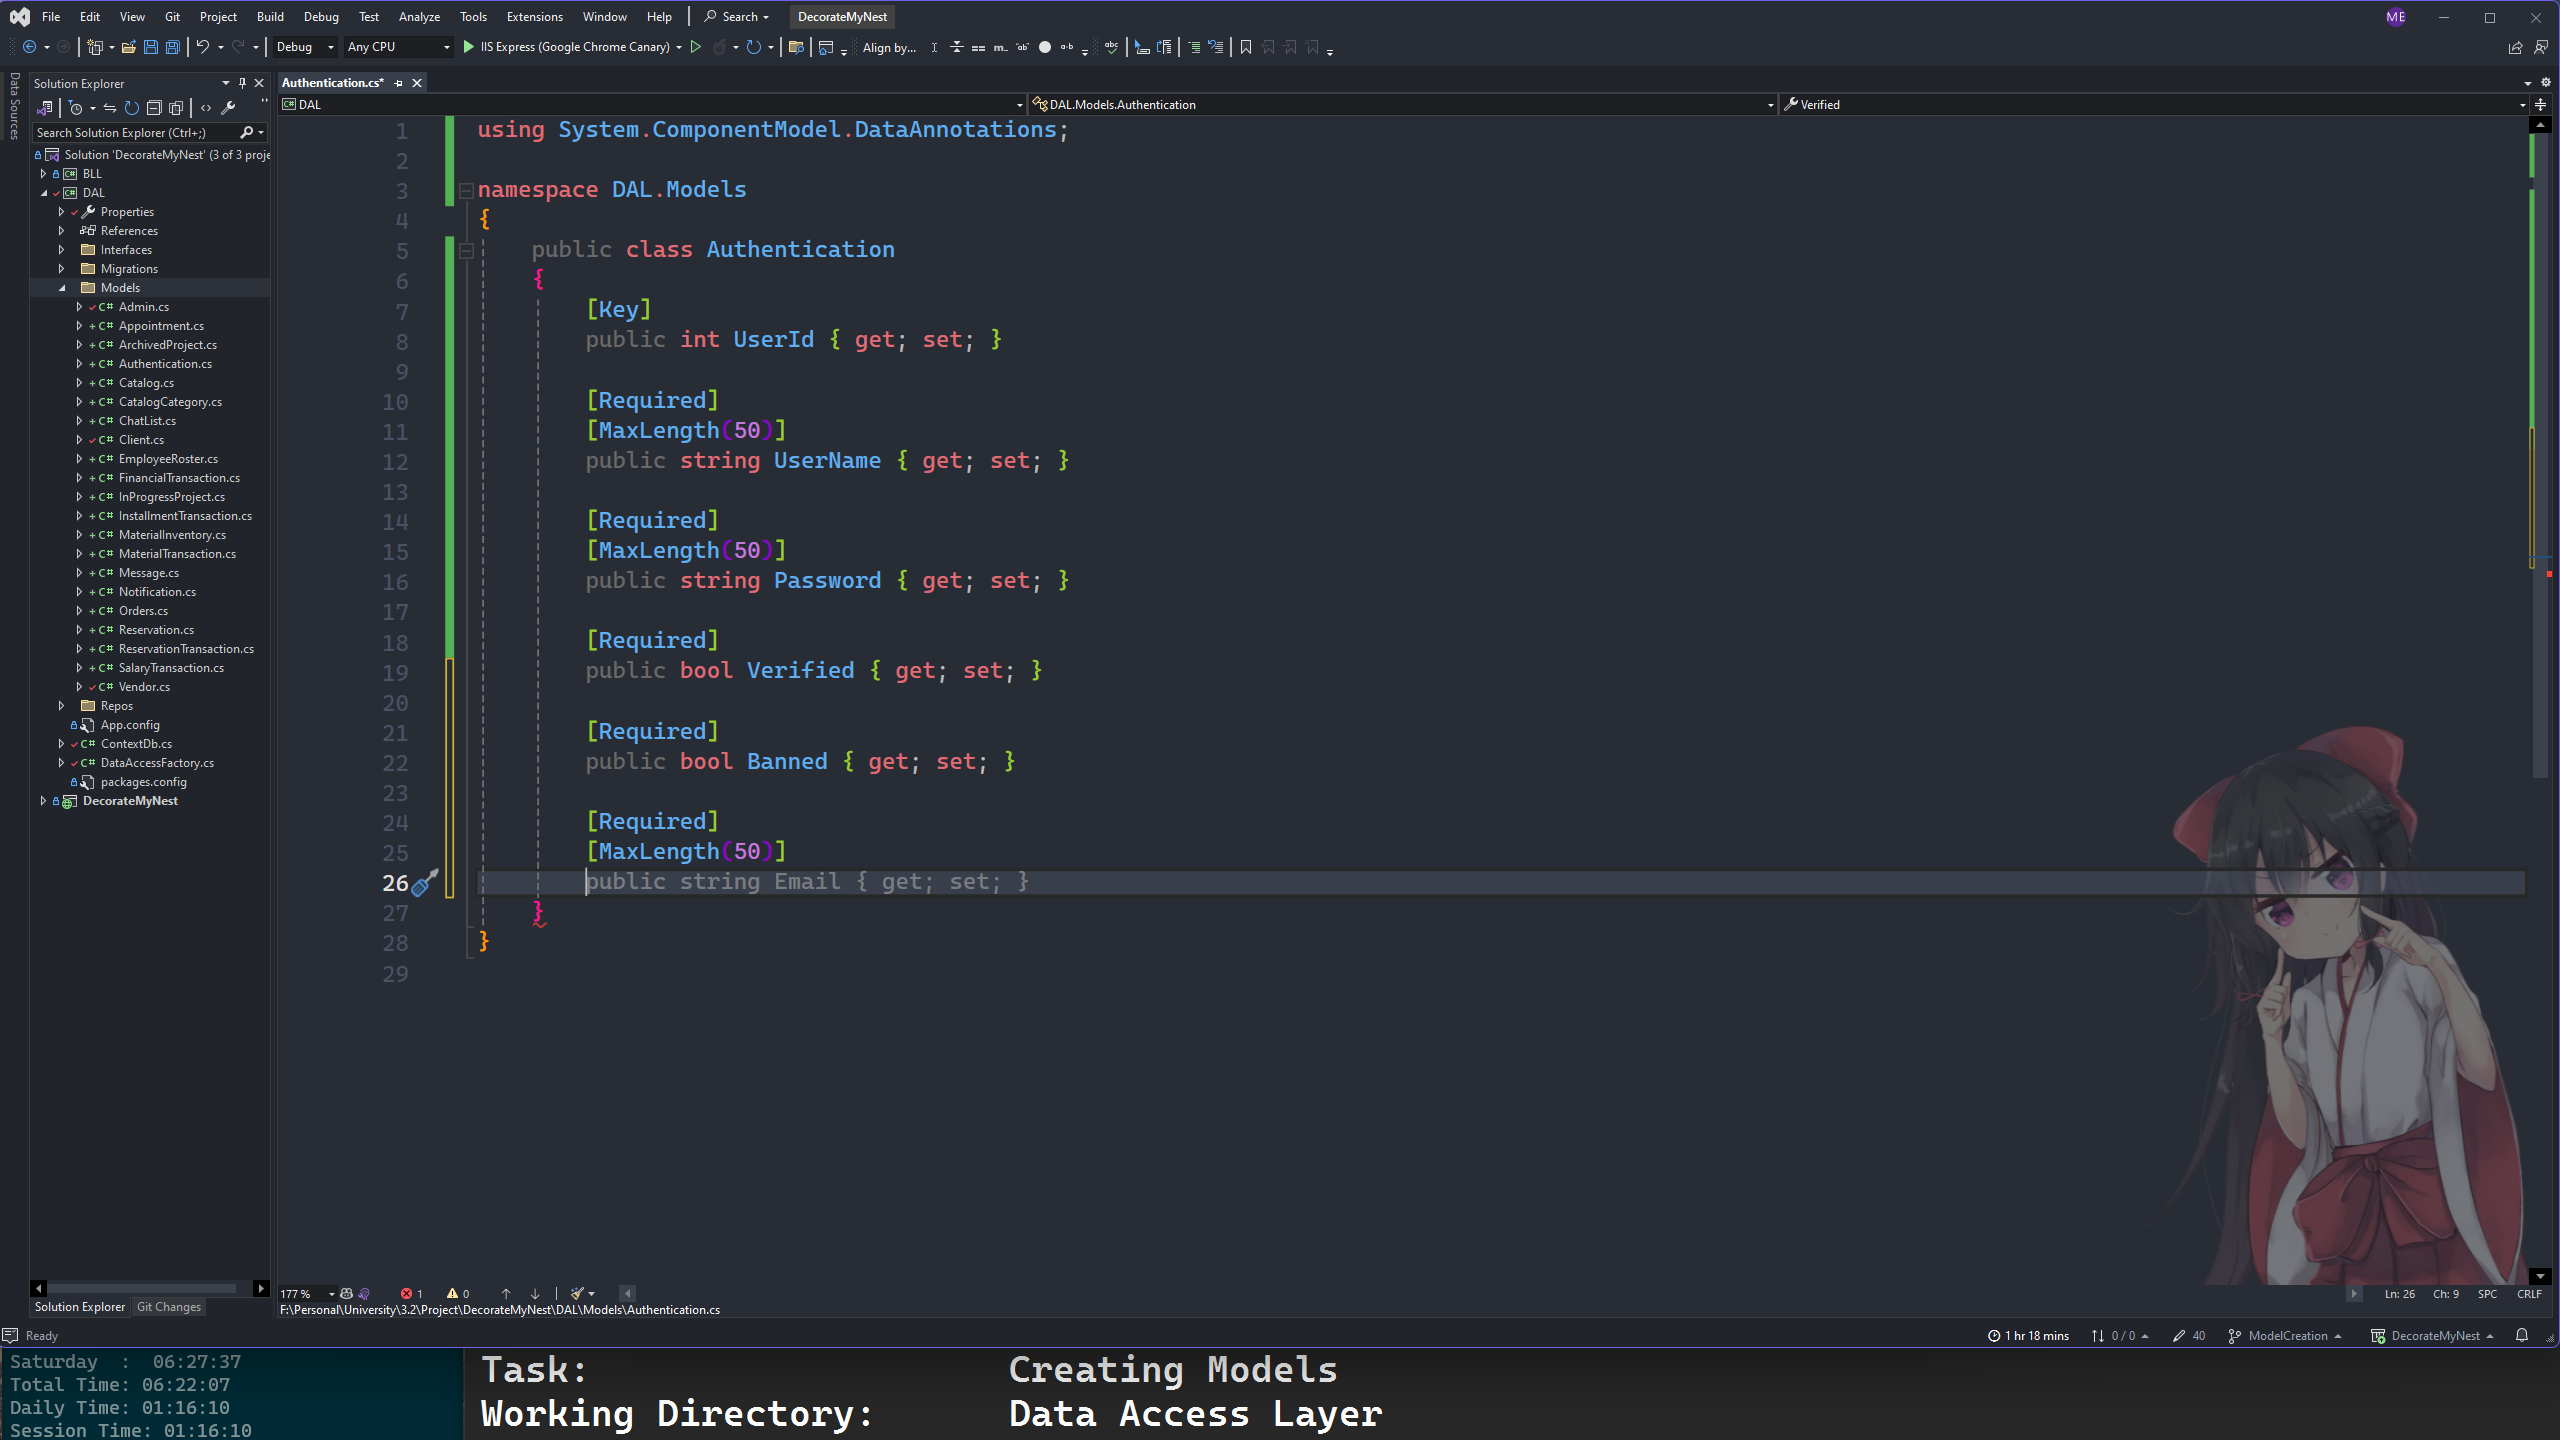 File Edit View Git Project Build Debug Test Analyze Tools Extensions Window Help Search DecorateMyNest ME
Debug Any CPU IIS Express (Google Chrome Canary) Align by...
Data Sources
Solution Explorer
Search Solution Explorer (Ctrl+;)
Solution 'DecorateMyNest' (3 of 3 proje
BLL
DAL
Properties
References
Interfaces
Migrations
Models
C# Admin.cs
C# Appointment.cs
C# ArchivedProject.cs
C# Authentication.cs
C# Catalog.cs
C# CatalogCategory.cs
C# ChatList.cs
C# Client.cs
C# EmployeeRoster.cs
C# FinancialTransaction.cs
C# InProgressProject.cs
C# InstallmentTransaction.cs
C# MaterialInventory.cs
C# MaterialTransaction.cs
C# Message.cs
C# Notification.cs
C# Orders.cs
C# Reservation.cs
C# ReservationTransaction.cs
C# SalaryTransaction.cs
C# Vendor.cs
Repos
App.config
C# ContextDb.cs
C# DataAccessFactory.cs
packages.config
DecorateMyNest
Solution Explorer Git Changes
Authentication.cs*
DAL DAL.Models.Authentication Verified
1 using System.ComponentModel.DataAnnotations;
2
3 namespace DAL.Models
4 {
5 public class Authentication
6 {
7 [Key]
8 public int UserId { get; set; }
9
10 [Required]
11 [MaxLength(50)]
12 public string UserName { get; set; }
13
14 [Required]
15 [MaxLength(50)]
16 public string Password { get; set; }
17
18 [Required]
19 public bool Verified { get; set; }
20
21 [Required]
22 public bool Banned { get; set; }
23
24 [Required]
25 [MaxLength(50)]
26 public string Email { get; set; }
27 }
28 }
29
177 % 1 0 Ln: 26 Ch: 9 SPC CRLF
F:\Personal\University\3.2\Project\DecorateMyNest\DAL\Models\Authentication.cs
Ready 1 hr 18 mins 0 / 0 40 ModelCreation DecorateMyNest
Saturday : 06:27:37
Total Time: 06:22:07
Daily Time: 01:16:10
Session Time: 01:16:10
Task: Creating Models
Working Directory: Data Access Layer